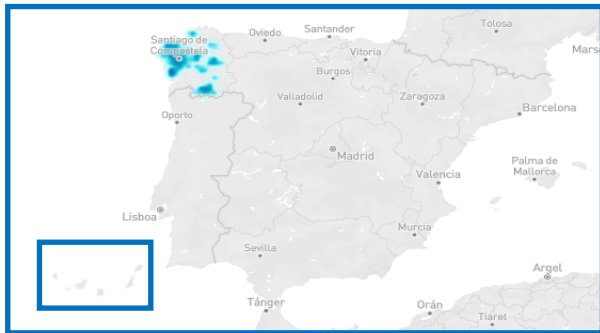 Tolosa
Santander
Oviedo
Santiago de
Compostela
Vitoria
Marse
Burgos
Valladolid
Zaragoza
Barcelona
Oporto
Madrid
Palma de
Mallorca
Valencia
Lisboa
Murcia
Sevilla
Argel
Tánger
Orán
Tiaret